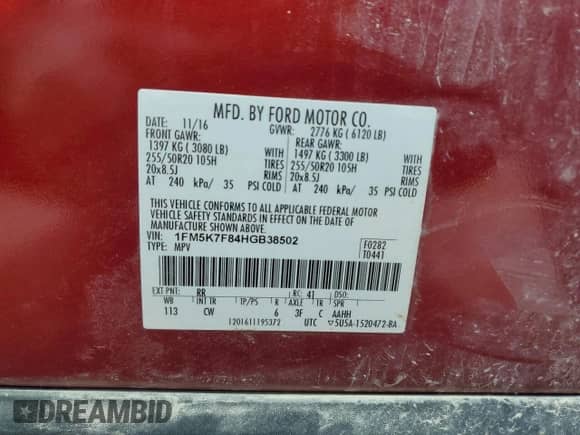 MFD. BY FORD MOTOR CO.
DATE: 11/16 GVWR: 2776 KG ( 6120 LB)
FRONT GAWR: REAR GAWR:
1397 KG ( 3080 LB) WITH 1497 KG ( 3300 LB) WITH
255/50R20 105H TIRES 255/50R20 105H TIRES
20x8.5J RIMS 20x8.5J RIMS
AT 240 kPa/ 35 PSI COLD AT 240 kPa/ 35 PSI COLD
THIS VEHICLE CONFORMS TO ALL APPLICABLE FEDERAL MOTOR
VEHICLE SAFETY STANDARDS IN EFFECT ON THE DATE OF
MANUFACTURE SHOWN ABOVE.
VIN: 1FM5K7F84HGB38502 F0282
TYPE: MPV T0441
EXT PNT: RR RC: 41 DSO:
WB INT TR TP/PS R AXLE TR SPR
113 CW 6 3F C AAHH
1201611195372 UTC ▽5U5A-1520472-BA
DREAMBID